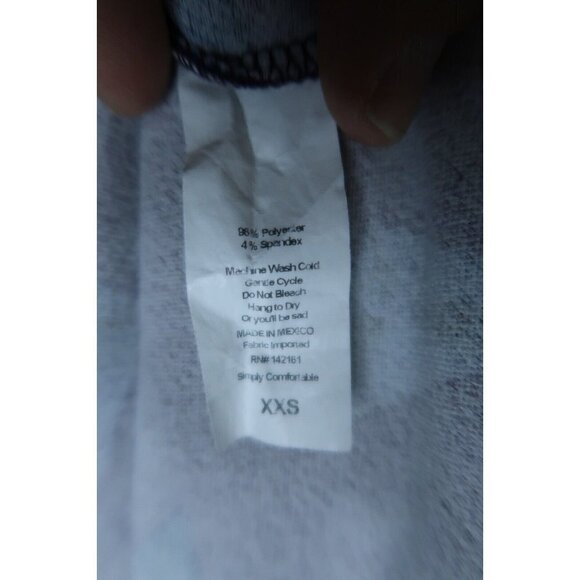 96% Polyester
4% Spandex
Machine Wash Cold
Gentle Cycle
Do Not Bleach
Hang to Dry
Or you'll be sad
MADE IN MEXICO
Fabric Imported
RN# 142161
Simply Comfortable
XXS